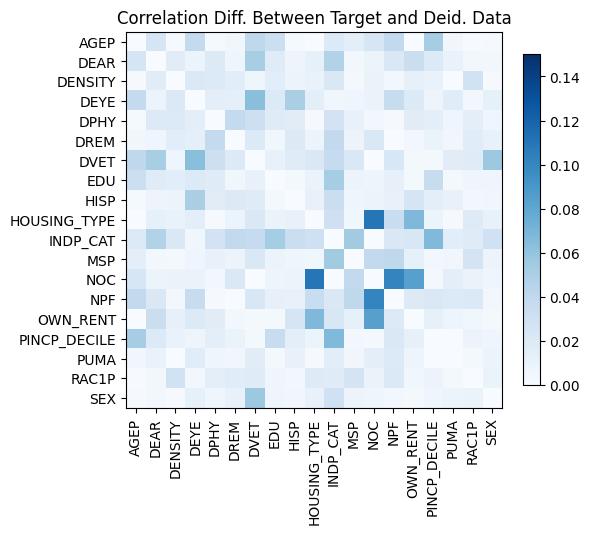 Correlation Diff. Between Target and Deid. Data
AGEP
DEAR
DENSITY
DEYE
DPHY
DREM
DVET
EDU
HISP
HOUSING_TYPE
INDP_CAT
MSP
NOC
NPF
OWN_RENT
PINCP_DECILE
PUMA
RAC1P
SEX
AGEP
DEAR
DENSITY
DEYE
DPHY
DREM
DVET
EDU
HISP
HOUSING_TYPE
INDP_CAT
MSP
NOC
NPF
OWN_RENT
PINCP_DECILE
PUMA
RAC1P
SEX
0.14
0.12
0.10
0.08
0.06
0.04
0.02
0.00